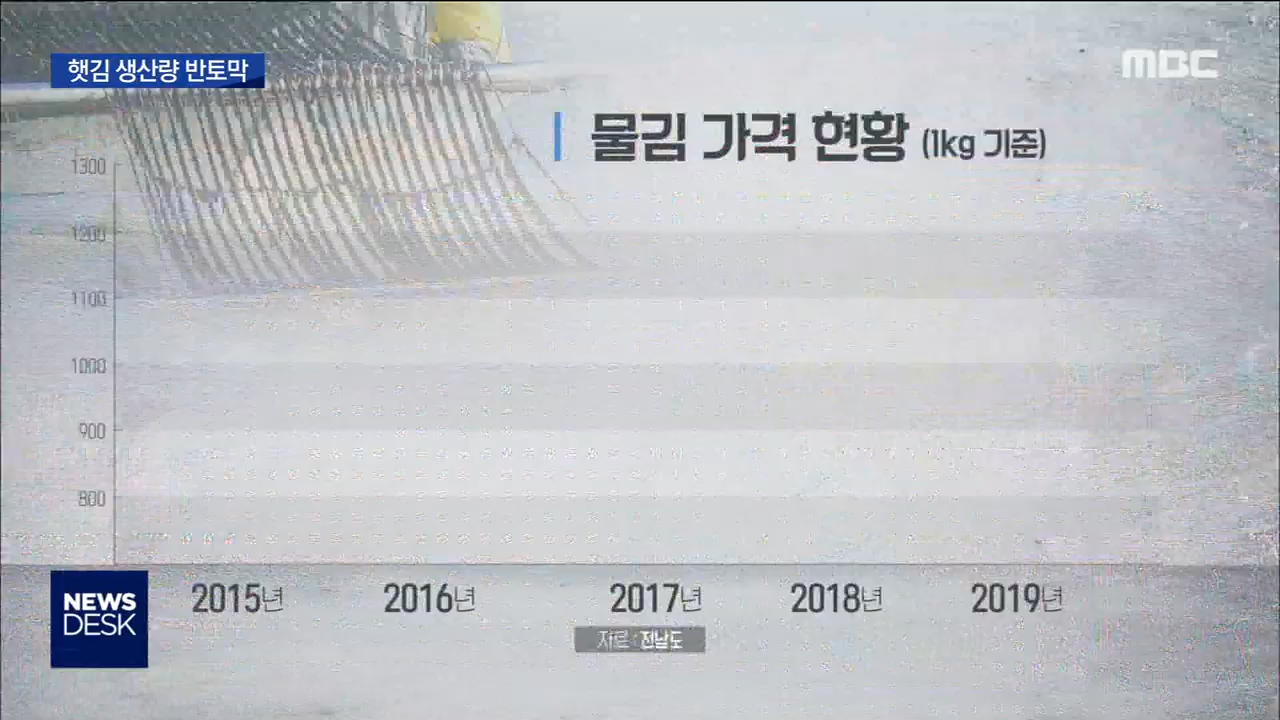 햇김 생산량 반토막
MBC
물김 가격 현황 (1kg 기준)
1300
1200
1100
1000
900
800
2015년 2016년 2017년 2018년 2019년
NEWS
DESK
자료 : 전남도